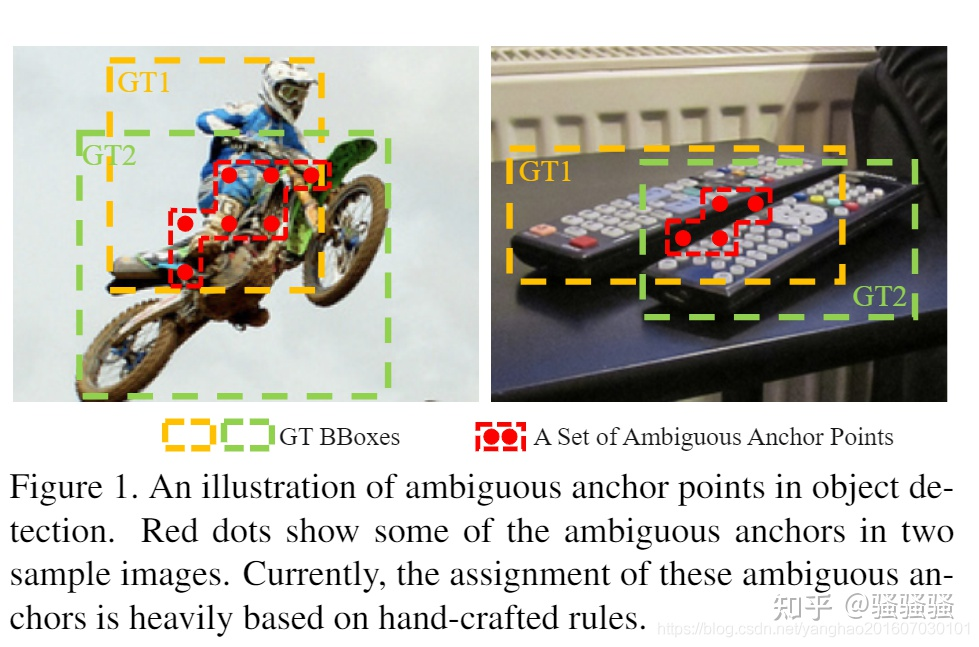 GT1
GT2
GT1
GT2
GT BBoxes
A Set of Ambiguous Anchor Points
Figure 1. An illustration of ambiguous anchor points in object de-
tection. Red dots show some of the ambiguous anchors in two
sample images. Currently, the assignment of these ambiguous an-
chors is heavily based on hand-crafted rules.
知乎 @骚骚骚
https://blog.csdn.net/yanghao201607030101